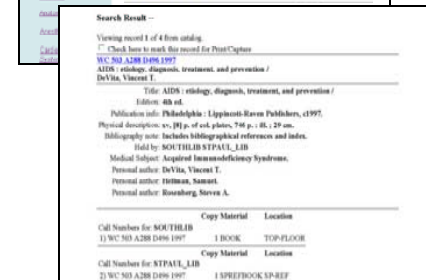 Search Result --
Viewing record 1 of 4 from catalog.
Check here to mark this record for Print/Capture
WC 503 A288 D496 1997
AIDS : etiology, diagnosis, treatment, and prevention /
DeVita, Vincent T.
Title: AIDS : etiology, diagnosis, treatment, and prevention /
Edition: 4th ed.
Publication info: Philadelphia : Lippincott-Raven Publishers, c1997.
Physical description: xv, [8] p. of col. plates, 740 p. : ill. ; 29 cm.
Bibliography note: Includes bibliographical references and index.
Held by: SOUTHLIB STPAUL_LIB
Medical Subject: Acquired Immunodeficiency Syndrome.
Personal author: DeVita, Vincent T.
Personal author: Hellman, Samuel.
Personal author: Rosenberg, Steven A.
Copy Material Location
Call Numbers for: SOUTHLIB
1) WC 503 A288 D496 1997 1 BOOK TOP-FLOOR
Copy Material Location
Call Numbers for: STPAUL_LIB
2) WC 503 A288 D496 1997 1 SPREFBOOK SP-REF